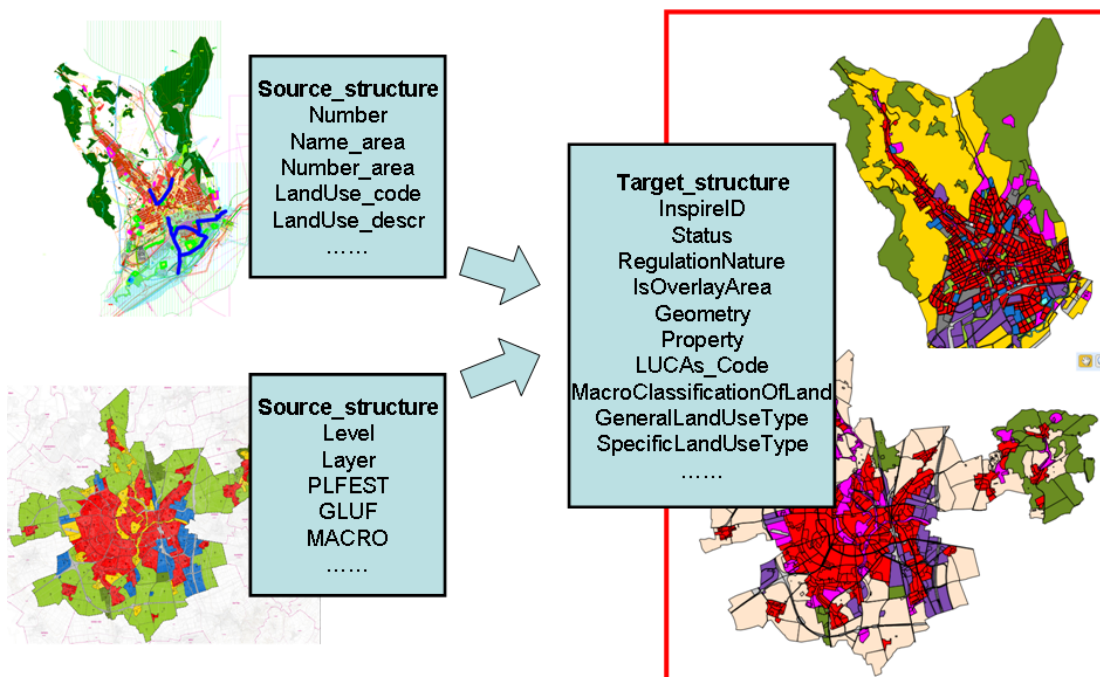 Source_structure
Number
Name_area
Number_area
LandUse_code
LandUse_descr
......
Source_structure
Level
Layer
PLFEST
GLUF
MACRO
......
Target_structure
InspireID
Status
RegulationNature
IsOverlayArea
Geometry
Property
LUCAs_Code
MacroClassificationOfLand
GeneralLandUseType
SpecificLandUseType
......